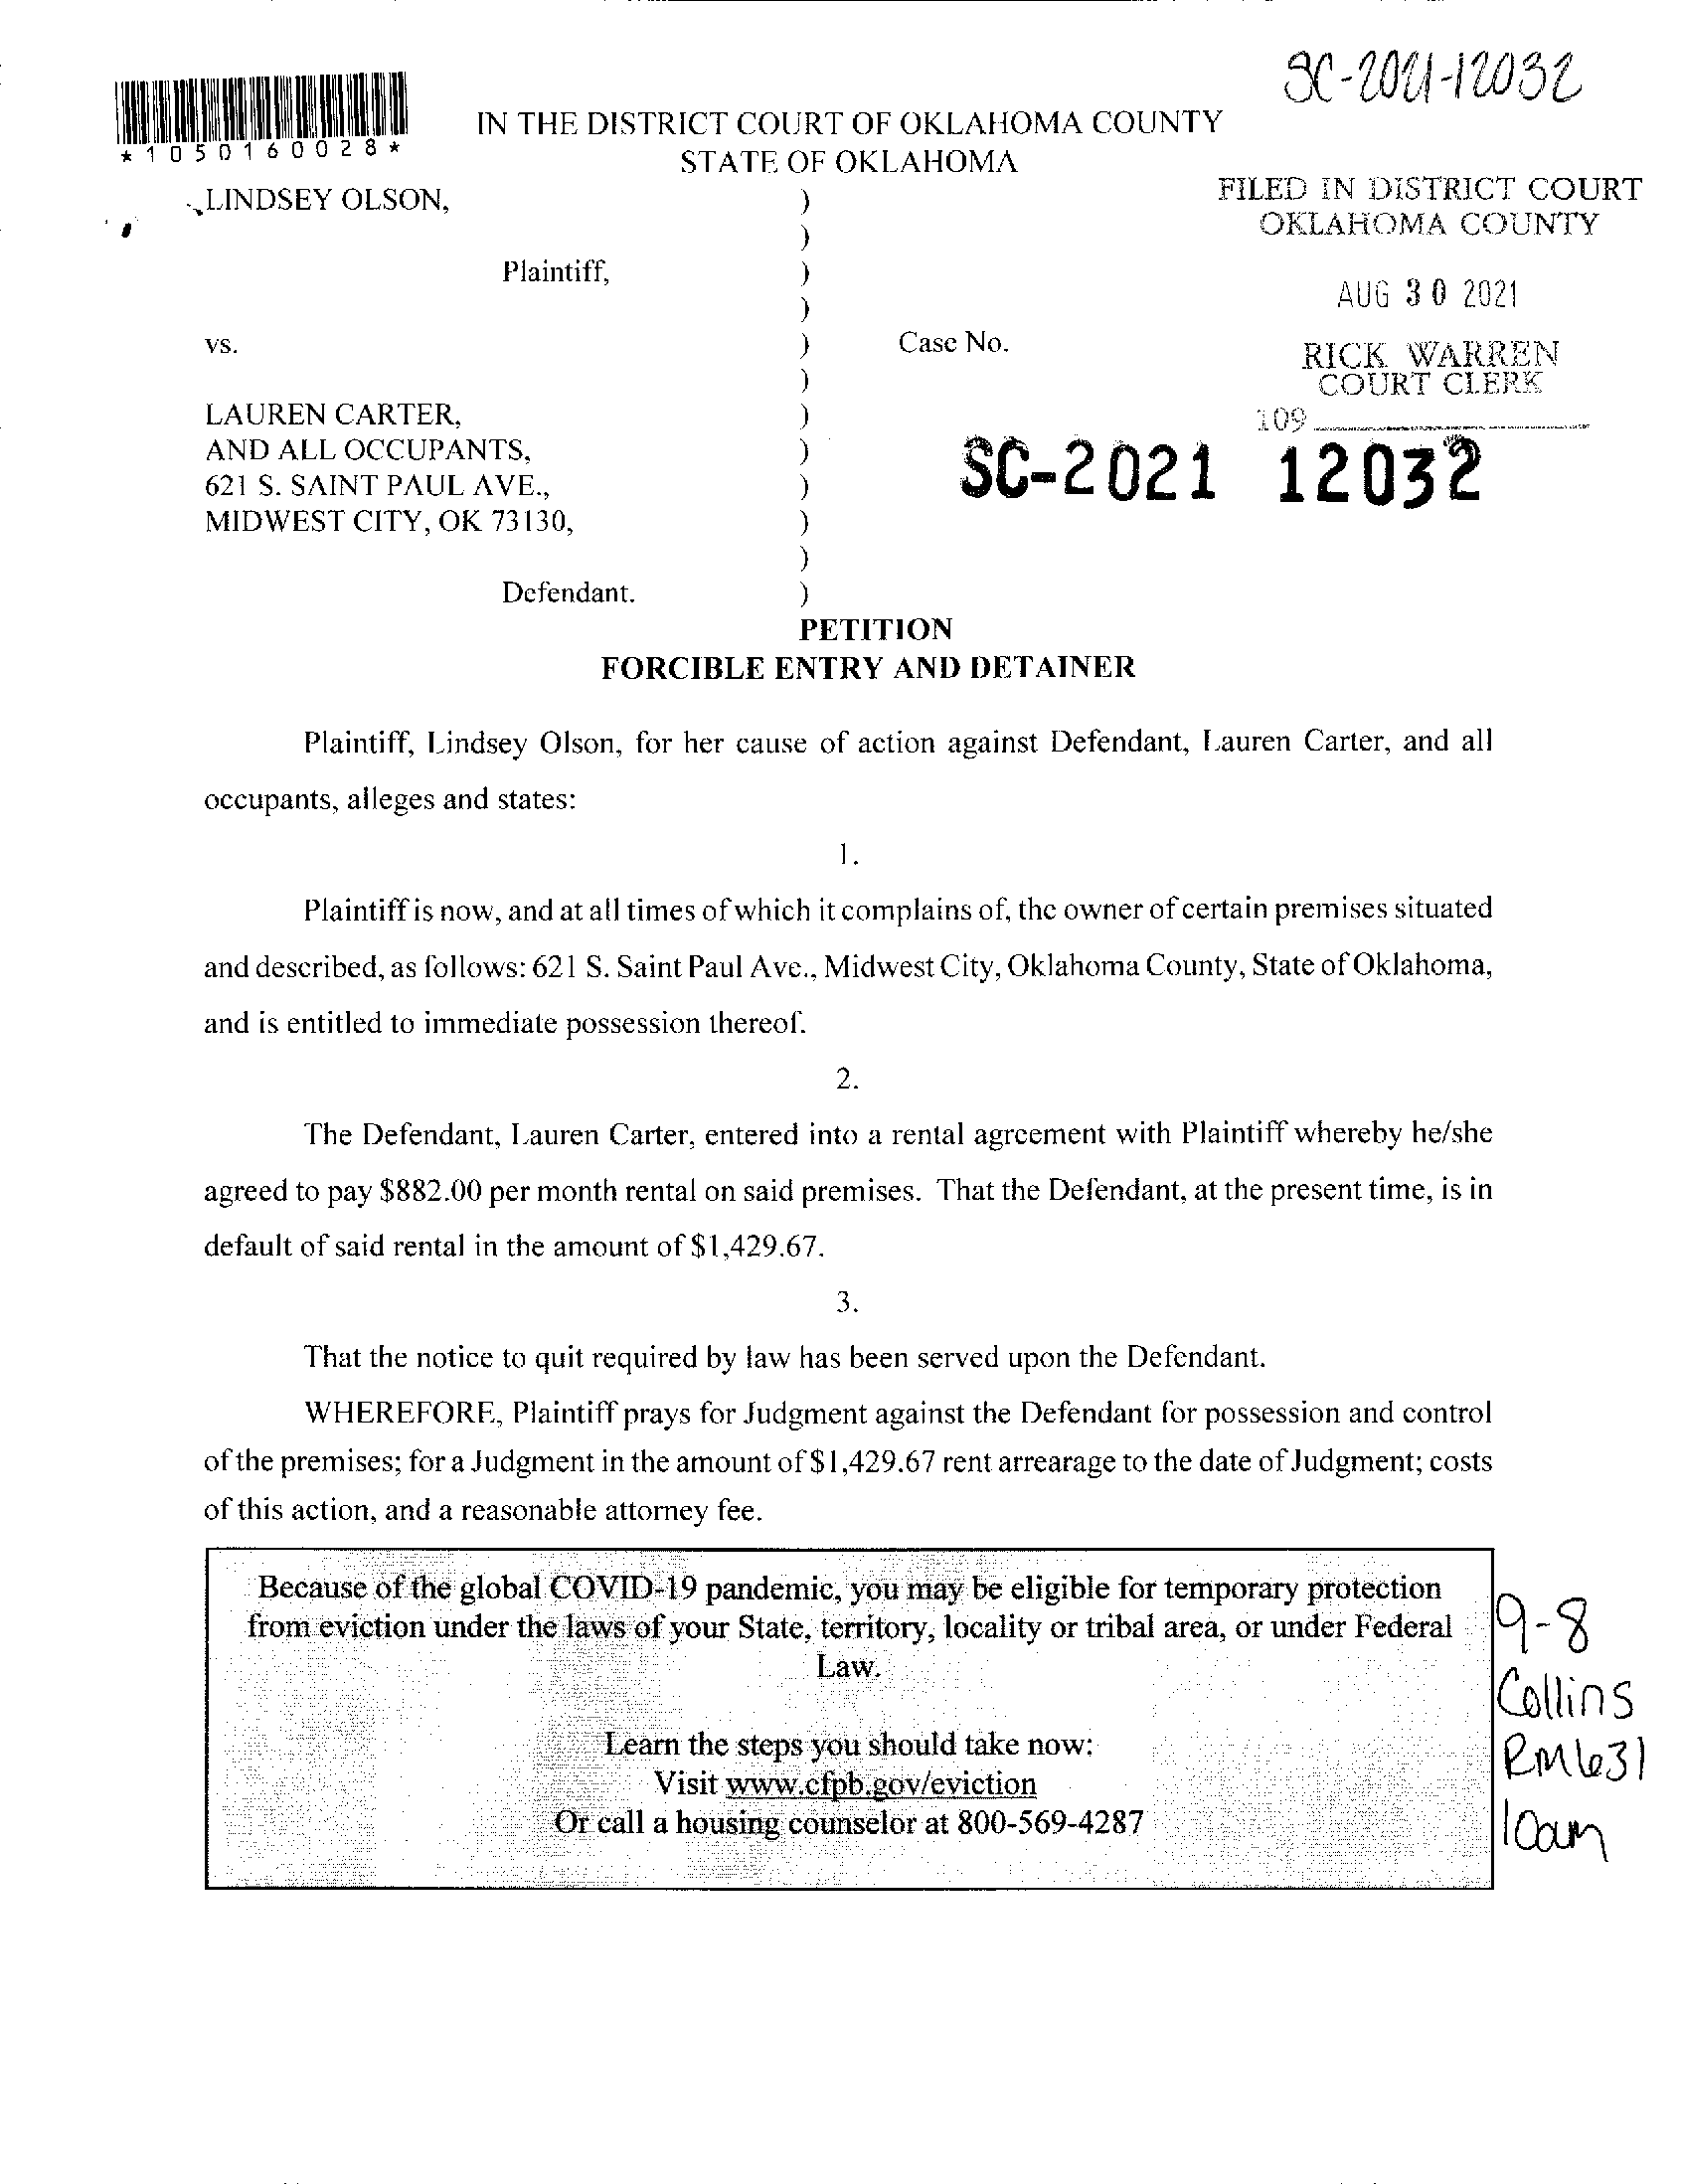 SC-2021-12032
*1050160028*
IN THE DISTRICT COURT OF OKLAHOMA COUNTY
STATE OF OKLAHOMA
LINDSEY OLSON, )
)
Plaintiff, )
)
vs. ) Case No.
)
LAUREN CARTER, )
AND ALL OCCUPANTS, )
621 S. SAINT PAUL AVE., )
MIDWEST CITY, OK 73130, )
)
Defendant. )
FILED IN DISTRICT COURT
OKLAHOMA COUNTY
AUG 30 2021
RICK WARREN
COURT CLERK
109
SC-2021 12032
PETITION
FORCIBLE ENTRY AND DETAINER
Plaintiff, Lindsey Olson, for her cause of action against Defendant, Lauren Carter, and all
occupants, alleges and states:
1.
Plaintiff is now, and at all times of which it complains of, the owner of certain premises situated
and described, as follows: 621 S. Saint Paul Ave., Midwest City, Oklahoma County, State of Oklahoma,
and is entitled to immediate possession thereof.
2.
The Defendant, Lauren Carter, entered into a rental agreement with Plaintiff whereby he/she
agreed to pay $882.00 per month rental on said premises. That the Defendant, at the present time, is in
default of said rental in the amount of $1,429.67.
3.
That the notice to quit required by law has been served upon the Defendant.
WHEREFORE, Plaintiff prays for Judgment against the Defendant for possession and control
of the premises; for a Judgment in the amount of $1,429.67 rent arrearage to the date of Judgment; costs
of this action, and a reasonable attorney fee.
Because of the global COVID-19 pandemic, you may be eligible for temporary protection
from eviction under the laws of your State, territory, locality or tribal area, or under Federal
Law.
Learn the steps you should take now:
Visit www.cfpb.gov/eviction
Or call a housing counselor at 800-569-4287
9-8
Collins
RM631
10am